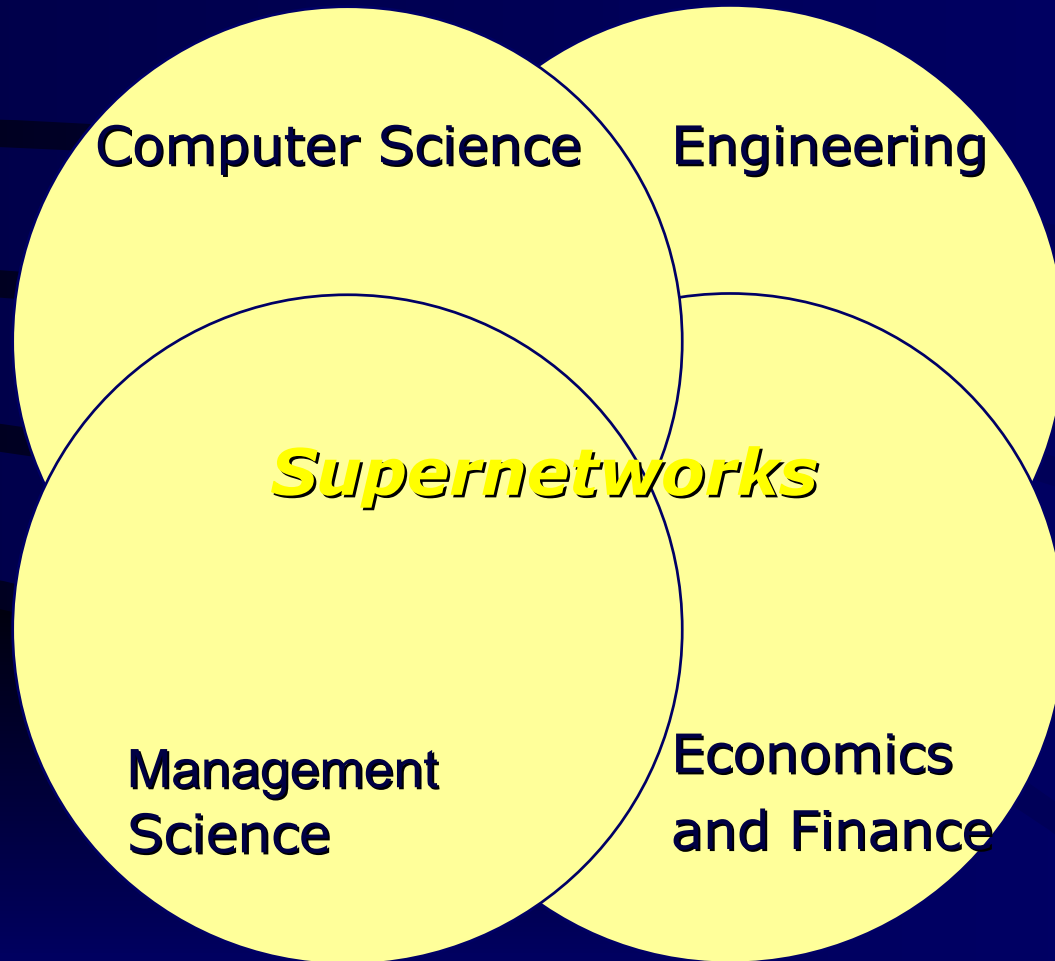 Computer Science
Engineering
Supernetworks
Management
Science
Economics
and Finance